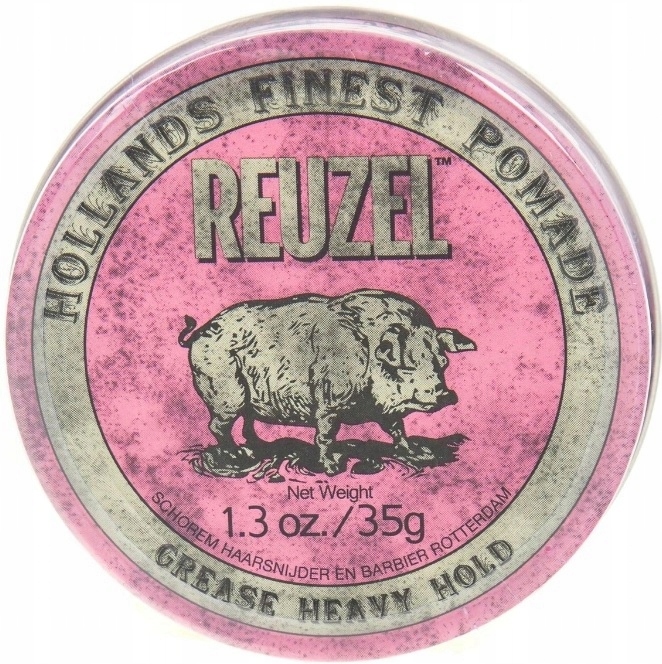 HOLLANDS FINEST POMADE
REUZEL™
Net Weight
1.3 oz./35g
SCHOREM HAARSNIJDER EN BARBIER ROTTERDAM
GREASE HEAVY HOLD